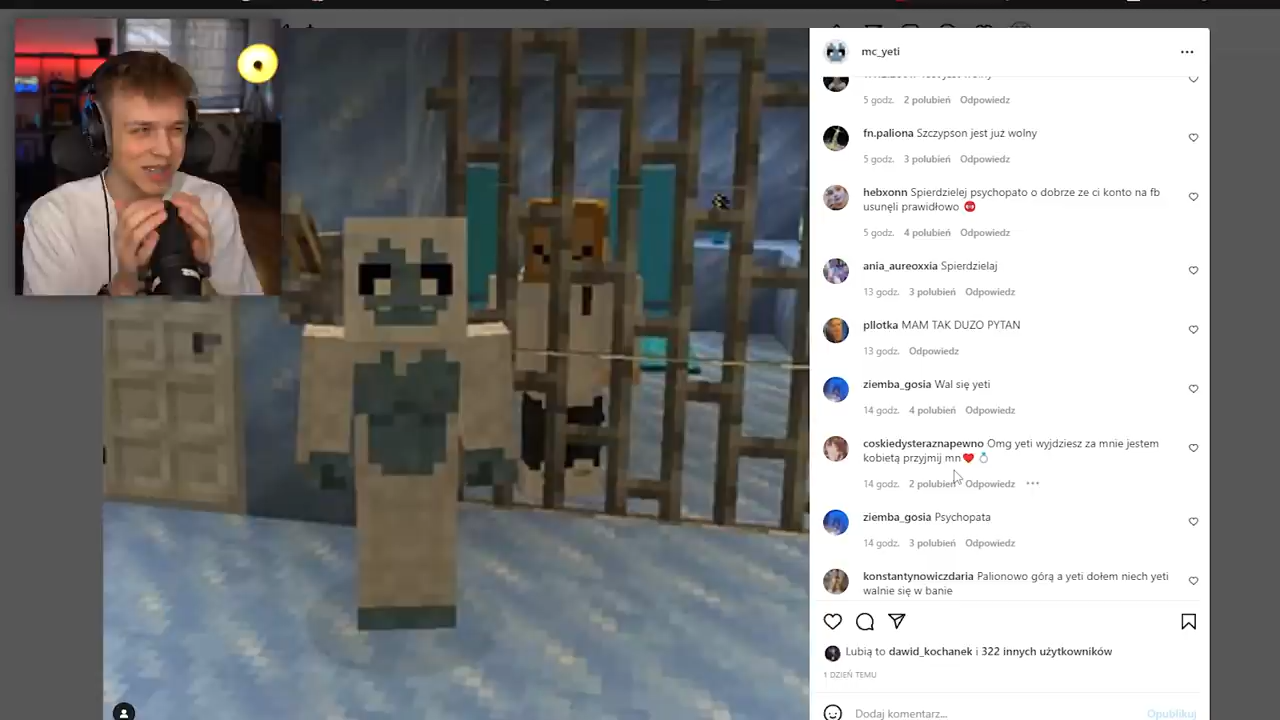 mc_yeti
5 godz. 2 polubień Odpowiedz
fn.paliona Szczypson jest już wolny
5 godz. 3 polubień Odpowiedz
hebxonn Spierdzielej psychopato o dobrze ze ci konto na fb
usunęli prawidłowo
5 godz. 4 polubień Odpowiedz
ania_aureoxxia Spierdzielaj
13 godz. 3 polubień Odpowiedz
pllotka MAM TAK DUZO PYTAN
13 godz. Odpowiedz
ziemba_gosia Wal się yeti
14 godz. 4 polubień Odpowiedz
coskiedysteraznapewno Omg yeti wyjdziesz za mnie jestem
kobietą przyjmij mn❤️ 💍
14 godz. 2 polubień Odpowiedz
ziemba_gosia Psychopata
14 godz. 3 polubień Odpowiedz
konstantynowiczdaria Palionowo górą a yeti dołem niech yeti
walnie się w banie
Lubią to dawid_kochanek i 322 innych użytkowników
1 DZIEŃ TEMU
Dodaj komentarz... Opublikuj